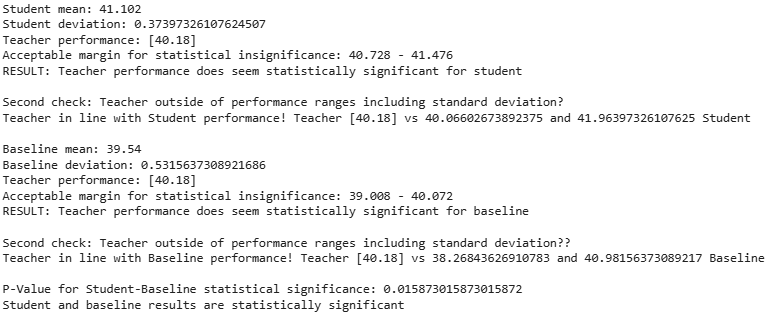 Student mean: 41.102
Student deviation: 0.37397326107624507
Teacher performance: [40.18]
Acceptable margin for statistical insignificance: 40.728 - 41.476
RESULT: Teacher performance does seem statistically significant for student
Second check: Teacher outside of performance ranges including standard deviation?
Teacher in line with Student performance! Teacher [40.18] vs 40.06602673892375 and 41.96397326107625 Student
Baseline mean: 39.54
Baseline deviation: 0.5315637308921686
Teacher performance: [40.18]
Acceptable margin for statistical insignificance: 39.008 - 40.072
RESULT: Teacher performance does seem statistically significant for baseline
Second check: Teacher outside of performance ranges including standard deviation??
Teacher in line with Baseline performance! Teacher [40.18] vs 38.26843626910783 and 40.98156373089217 Baseline
P-Value for Student-Baseline statistical significance: 0.015873015873015872
Student and baseline results are statistically significant